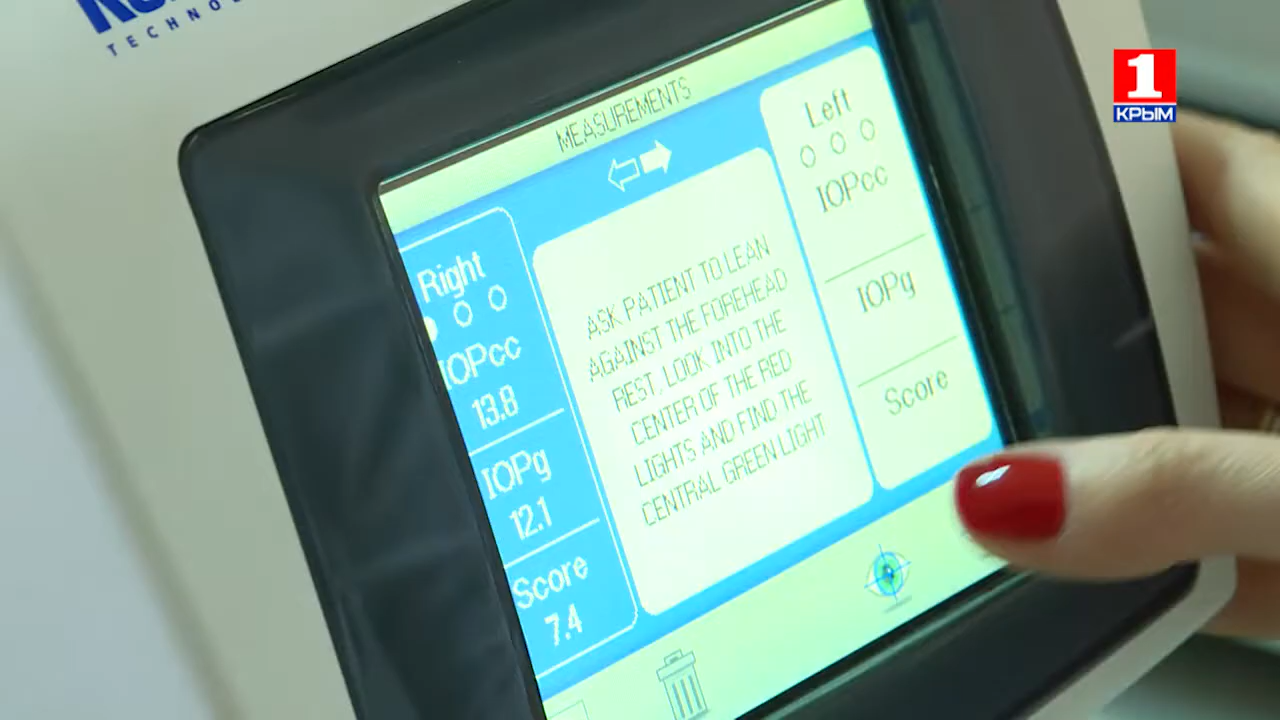 TECHNO
1
КРЫМ
MEASUREMENTS
Right
IOPcc
13.8
IOPg
12.1
Score
7.4
ASK PATIENT TO LEAN
AGAINST THE FOREHEAD
REST, LOOK INTO THE
CENTER OF THE RED
LIGHTS AND FIND THE
CENTRAL GREEN LIGHT
Left
IOPcc
IOPg
Score